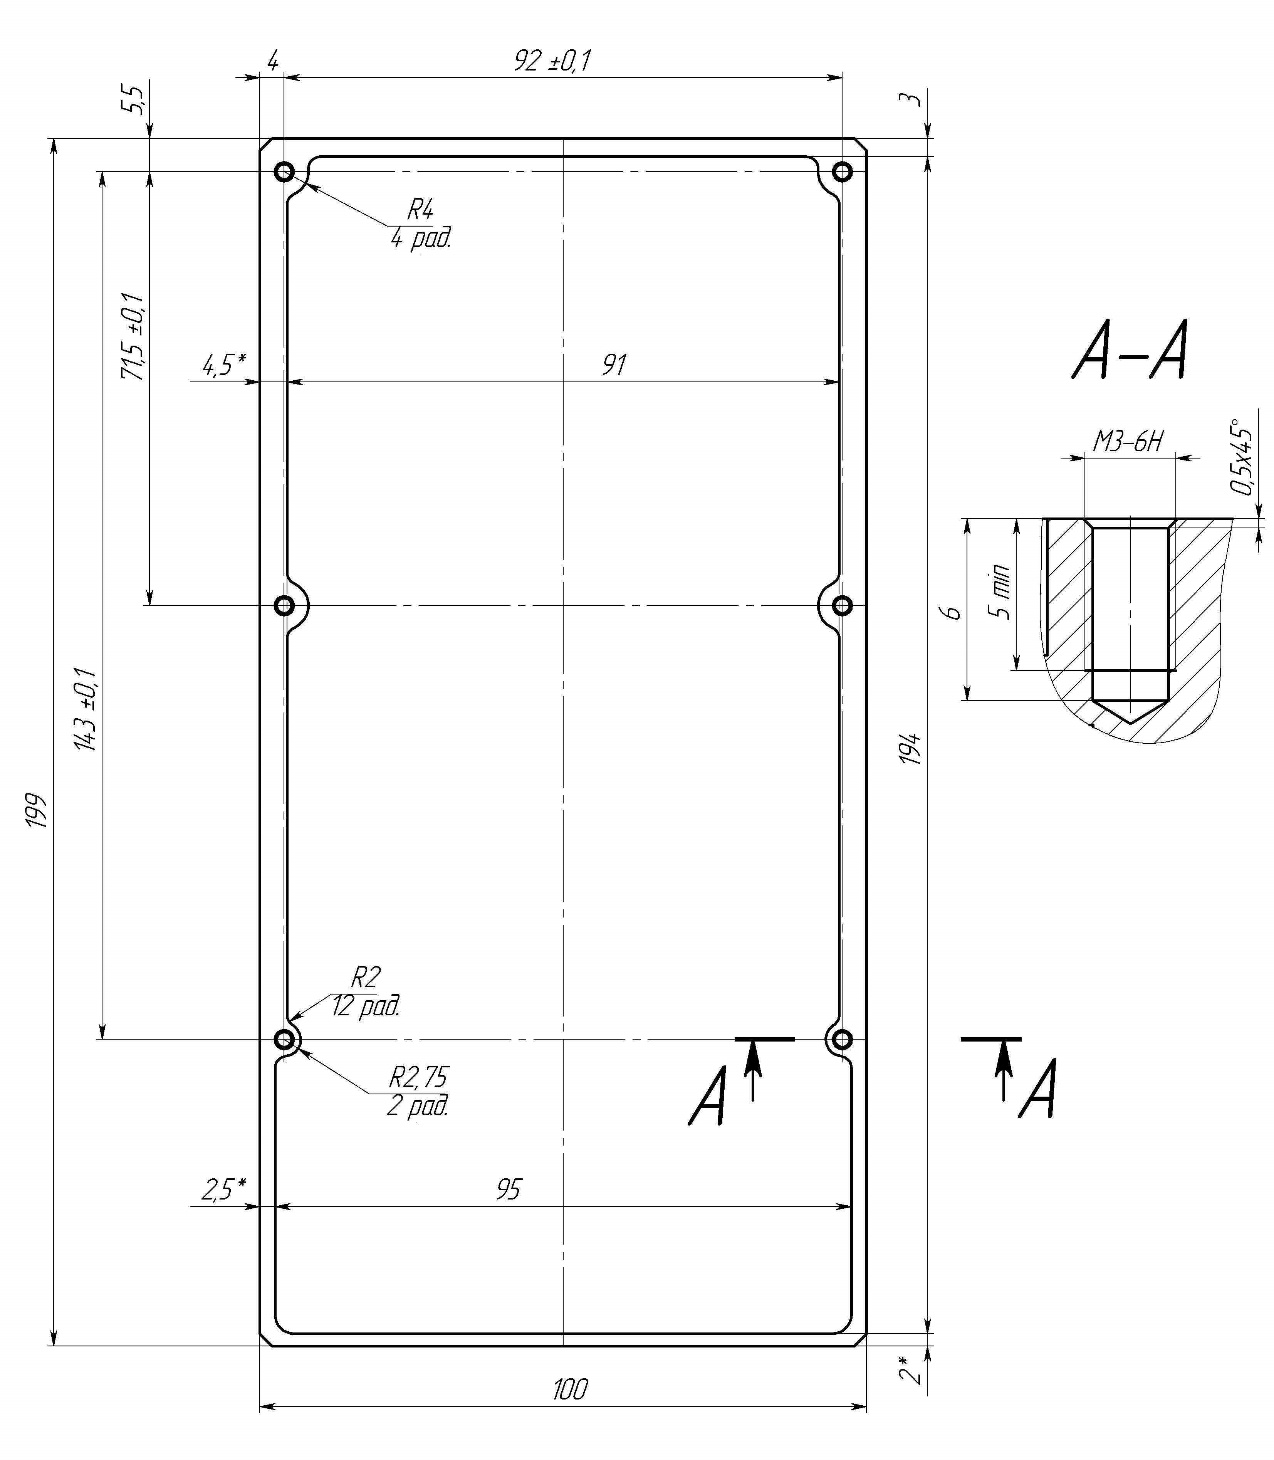 4
92 ±0,1
5,5
3
R4
4 рад.
71,5 ±0,1
4,5*
91
А–А
М3–6Н
0,5х45°
6
5 min
143 ±0,1
194
199
R2
12 рад.
R2,75
2 рад.
А
А
2,5*
95
2*
100